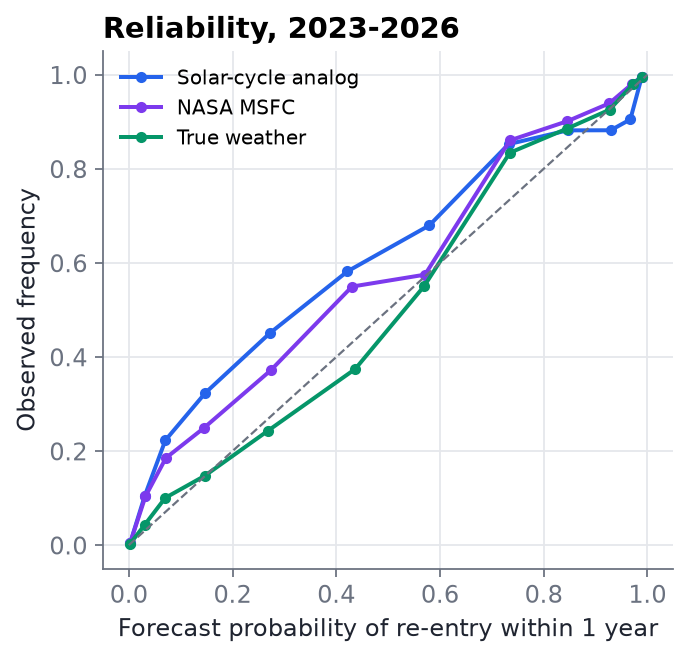 Reliability, 2023-2026
Solar-cycle analog
NASA MSFC
True weather
Observed frequency
1.0
0.8
0.6
0.4
0.2
0.0
0.0 0.2 0.4 0.6 0.8 1.0
Forecast probability of re-entry within 1 year